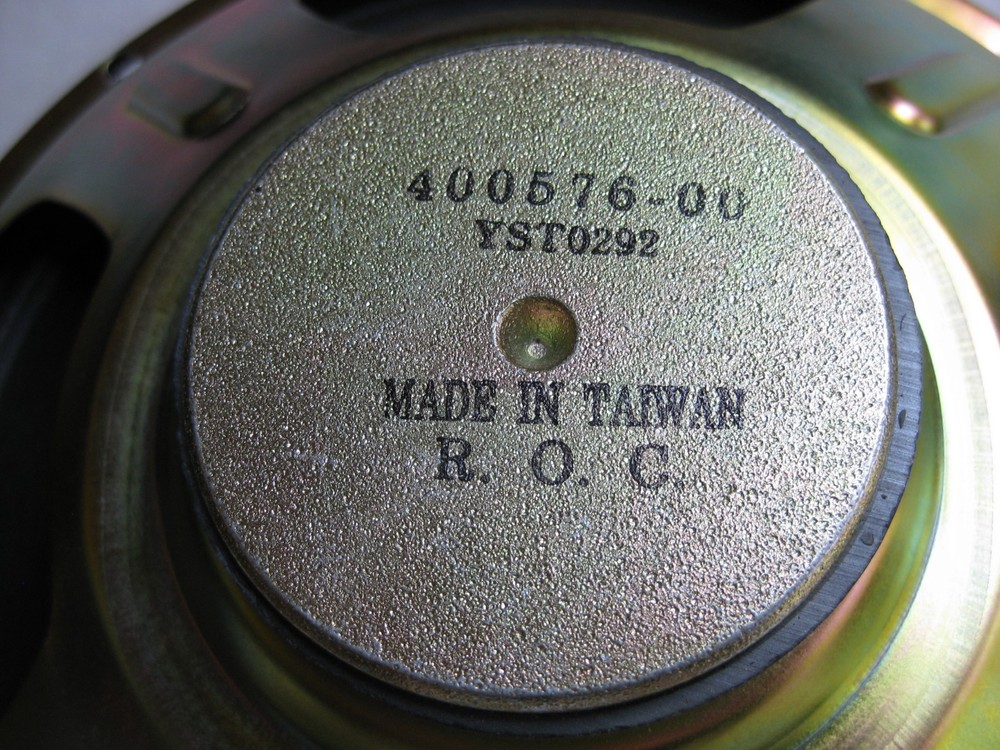 400576-00
YST0292
MADE IN TAIWAN
R. O. C.